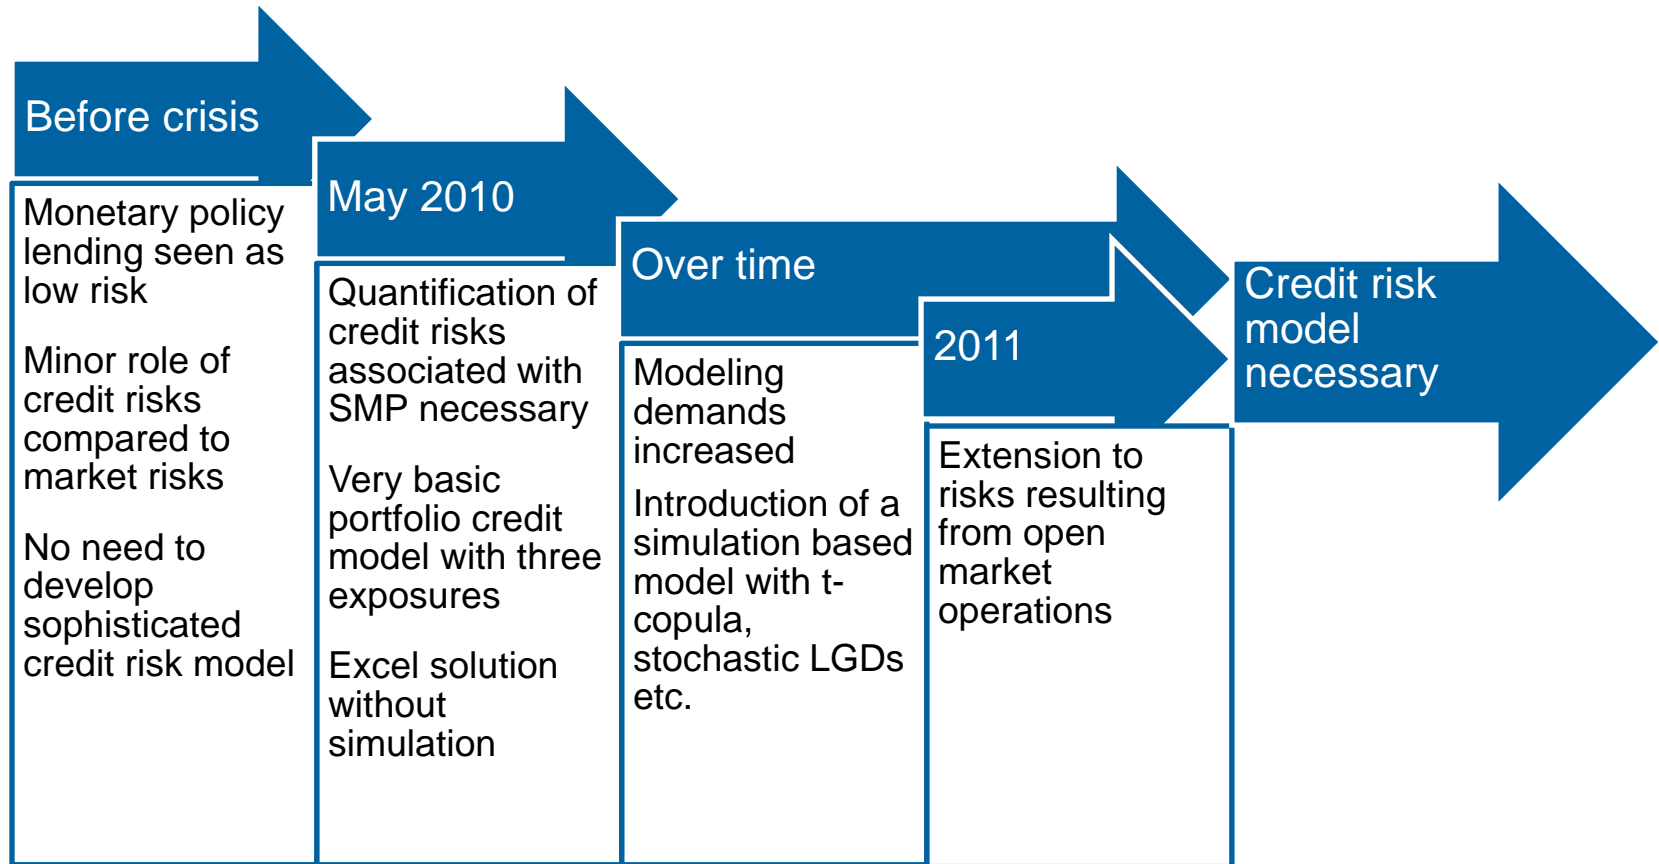 Before crisis
Monetary policy
lending seen as
low risk
Minor role of
credit risks
compared to
market risks
No need to
develop
sophisticated
credit risk model
May 2010
Quantification of
credit risks
associated with
SMP necessary
Very basic
portfolio credit
model with three
exposures
Excel solution
without
simulation
Over time
Modeling
demands
increased
Introduction of a
simulation based
model with t-
copula,
stochastic LGDs
etc.
2011
Extension to
risks resulting
from open
market
operations
Credit risk
model
necessary